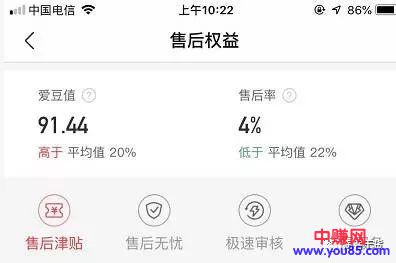 中国电信 上午10:22 86%
售后权益
爱豆值 ? 售后率 ?
91.44 4%
高于 平均值 20% 低于 平均值 22%
售后津贴 售后无忧 极速审核
中赚网
www.you85.com